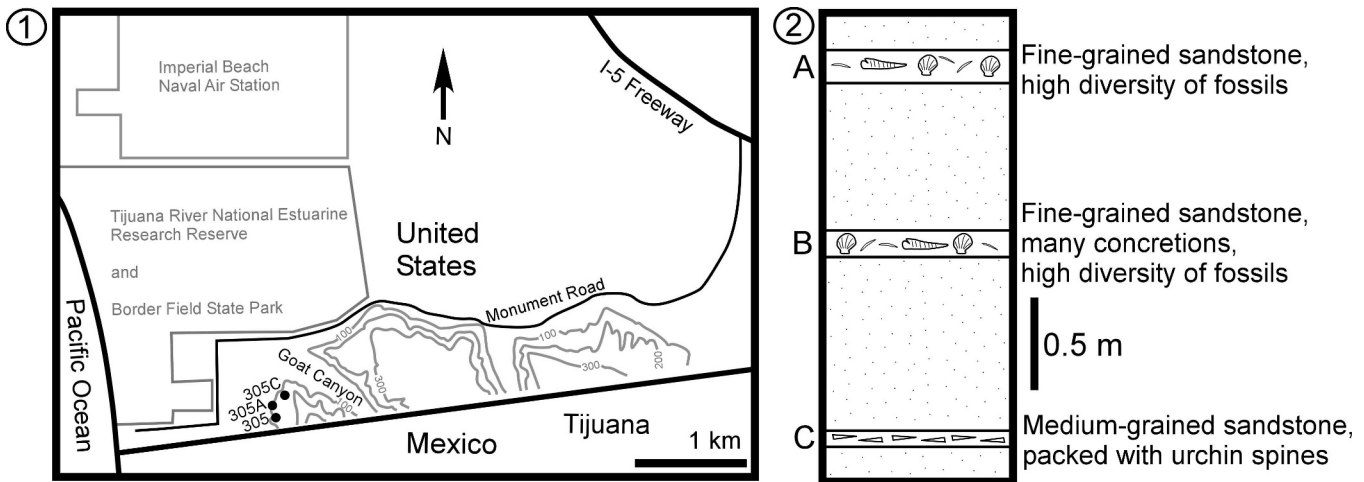 1
Imperial Beach
Naval Air Station
N
I-5 Freeway
Tijuana River National Estuarine
Research Reserve
and
Border Field State Park
United
States
Pacific Ocean
Monument Road
100
100
200
300
300
Goat Canyon
100
305C
305A
305
Mexico
Tijuana
1 km
2
A
Fine-grained sandstone,
high diversity of fossils
B
Fine-grained sandstone,
many concretions,
high diversity of fossils
0.5 m
C
Medium-grained sandstone,
packed with urchin spines